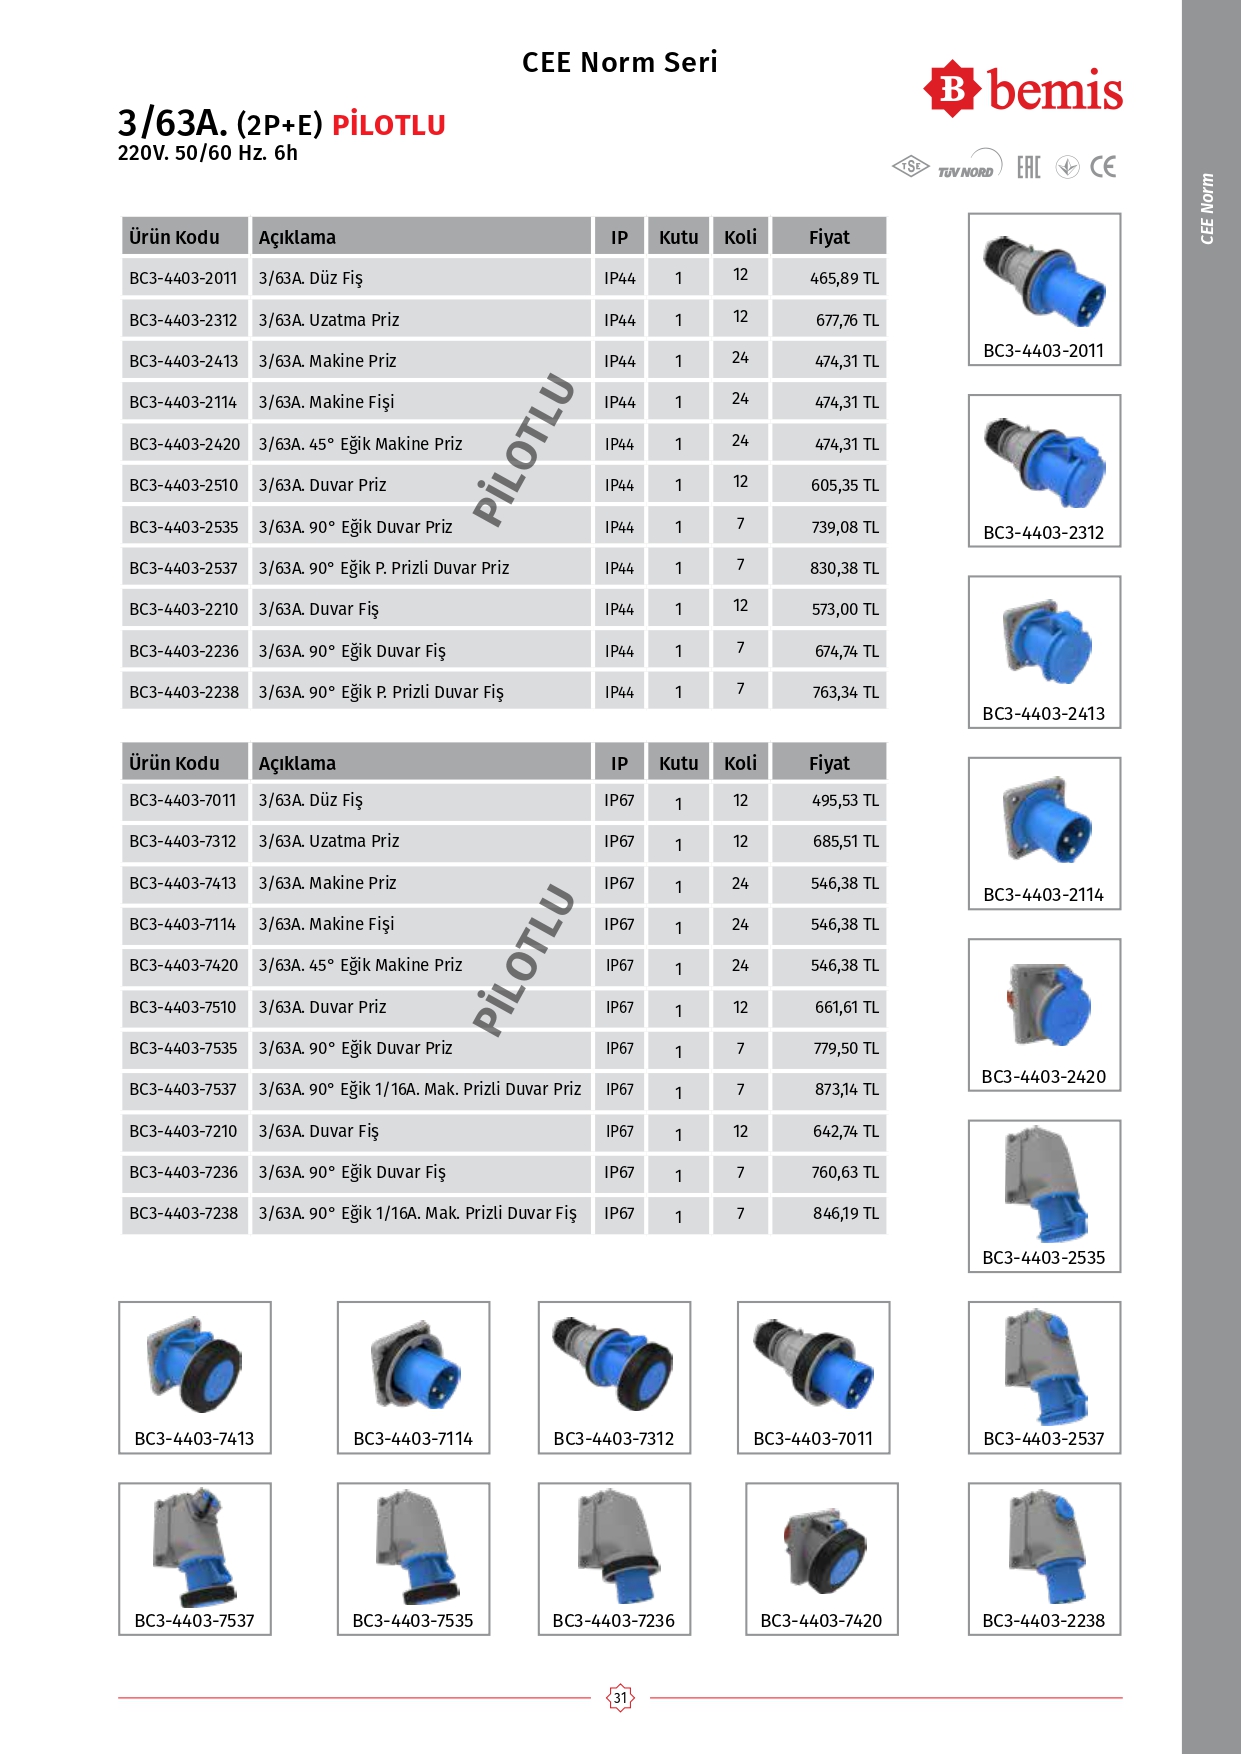 CEE Norm Seri
bemis
3/63A. (2P+E) PİLOTLU
220V. 50/60 Hz. 6h
TSE TÜV NORD EAC CE
CEE Norm
Ürün Kodu Açıklama IP Kutu Koli Fiyat
BC3-4403-2011 3/63A. Düz Fiş IP44 1 12 465,89 TL
BC3-4403-2312 3/63A. Uzatma Priz IP44 1 12 677,76 TL
BC3-4403-2413 3/63A. Makine Priz IP44 1 24 474,31 TL
BC3-4403-2114 3/63A. Makine Fişi IP44 1 24 474,31 TL
BC3-4403-2420 3/63A. 45° Eğik Makine Priz IP44 1 24 474,31 TL
BC3-4403-2510 3/63A. Duvar Priz IP44 1 12 605,35 TL
BC3-4403-2535 3/63A. 90° Eğik Duvar Priz IP44 1 7 739,08 TL
BC3-4403-2537 3/63A. 90° Eğik P. Prizli Duvar Priz IP44 1 7 830,38 TL
BC3-4403-2210 3/63A. Duvar Fiş IP44 1 12 573,00 TL
BC3-4403-2236 3/63A. 90° Eğik Duvar Fiş IP44 1 7 674,74 TL
BC3-4403-2238 3/63A. 90° Eğik P. Prizli Duvar Fiş IP44 1 7 763,34 TL
PİLOTLU
Ürün Kodu Açıklama IP Kutu Koli Fiyat
BC3-4403-7011 3/63A. Düz Fiş IP67 1 12 495,53 TL
BC3-4403-7312 3/63A. Uzatma Priz IP67 1 12 685,51 TL
BC3-4403-7413 3/63A. Makine Priz IP67 1 24 546,38 TL
BC3-4403-7114 3/63A. Makine Fişi IP67 1 24 546,38 TL
BC3-4403-7420 3/63A. 45° Eğik Makine Priz IP67 1 24 546,38 TL
BC3-4403-7510 3/63A. Duvar Priz IP67 1 12 661,61 TL
BC3-4403-7535 3/63A. 90° Eğik Duvar Priz IP67 1 7 779,50 TL
BC3-4403-7537 3/63A. 90° Eğik 1/16A. Mak. Prizli Duvar Priz IP67 1 7 873,14 TL
BC3-4403-7210 3/63A. Duvar Fiş IP67 1 12 642,74 TL
BC3-4403-7236 3/63A. 90° Eğik Duvar Fiş IP67 1 7 760,63 TL
BC3-4403-7238 3/63A. 90° Eğik 1/16A. Mak. Prizli Duvar Fiş IP67 1 7 846,19 TL
PİLOTLU
BC3-4403-2011
BC3-4403-2312
BC3-4403-2413
BC3-4403-2114
BC3-4403-2420
BC3-4403-2535
BC3-4403-7413 BC3-4403-7114 BC3-4403-7312 BC3-4403-7011 BC3-4403-2537
BC3-4403-7537 BC3-4403-7535 BC3-4403-7236 BC3-4403-7420 BC3-4403-2238
31